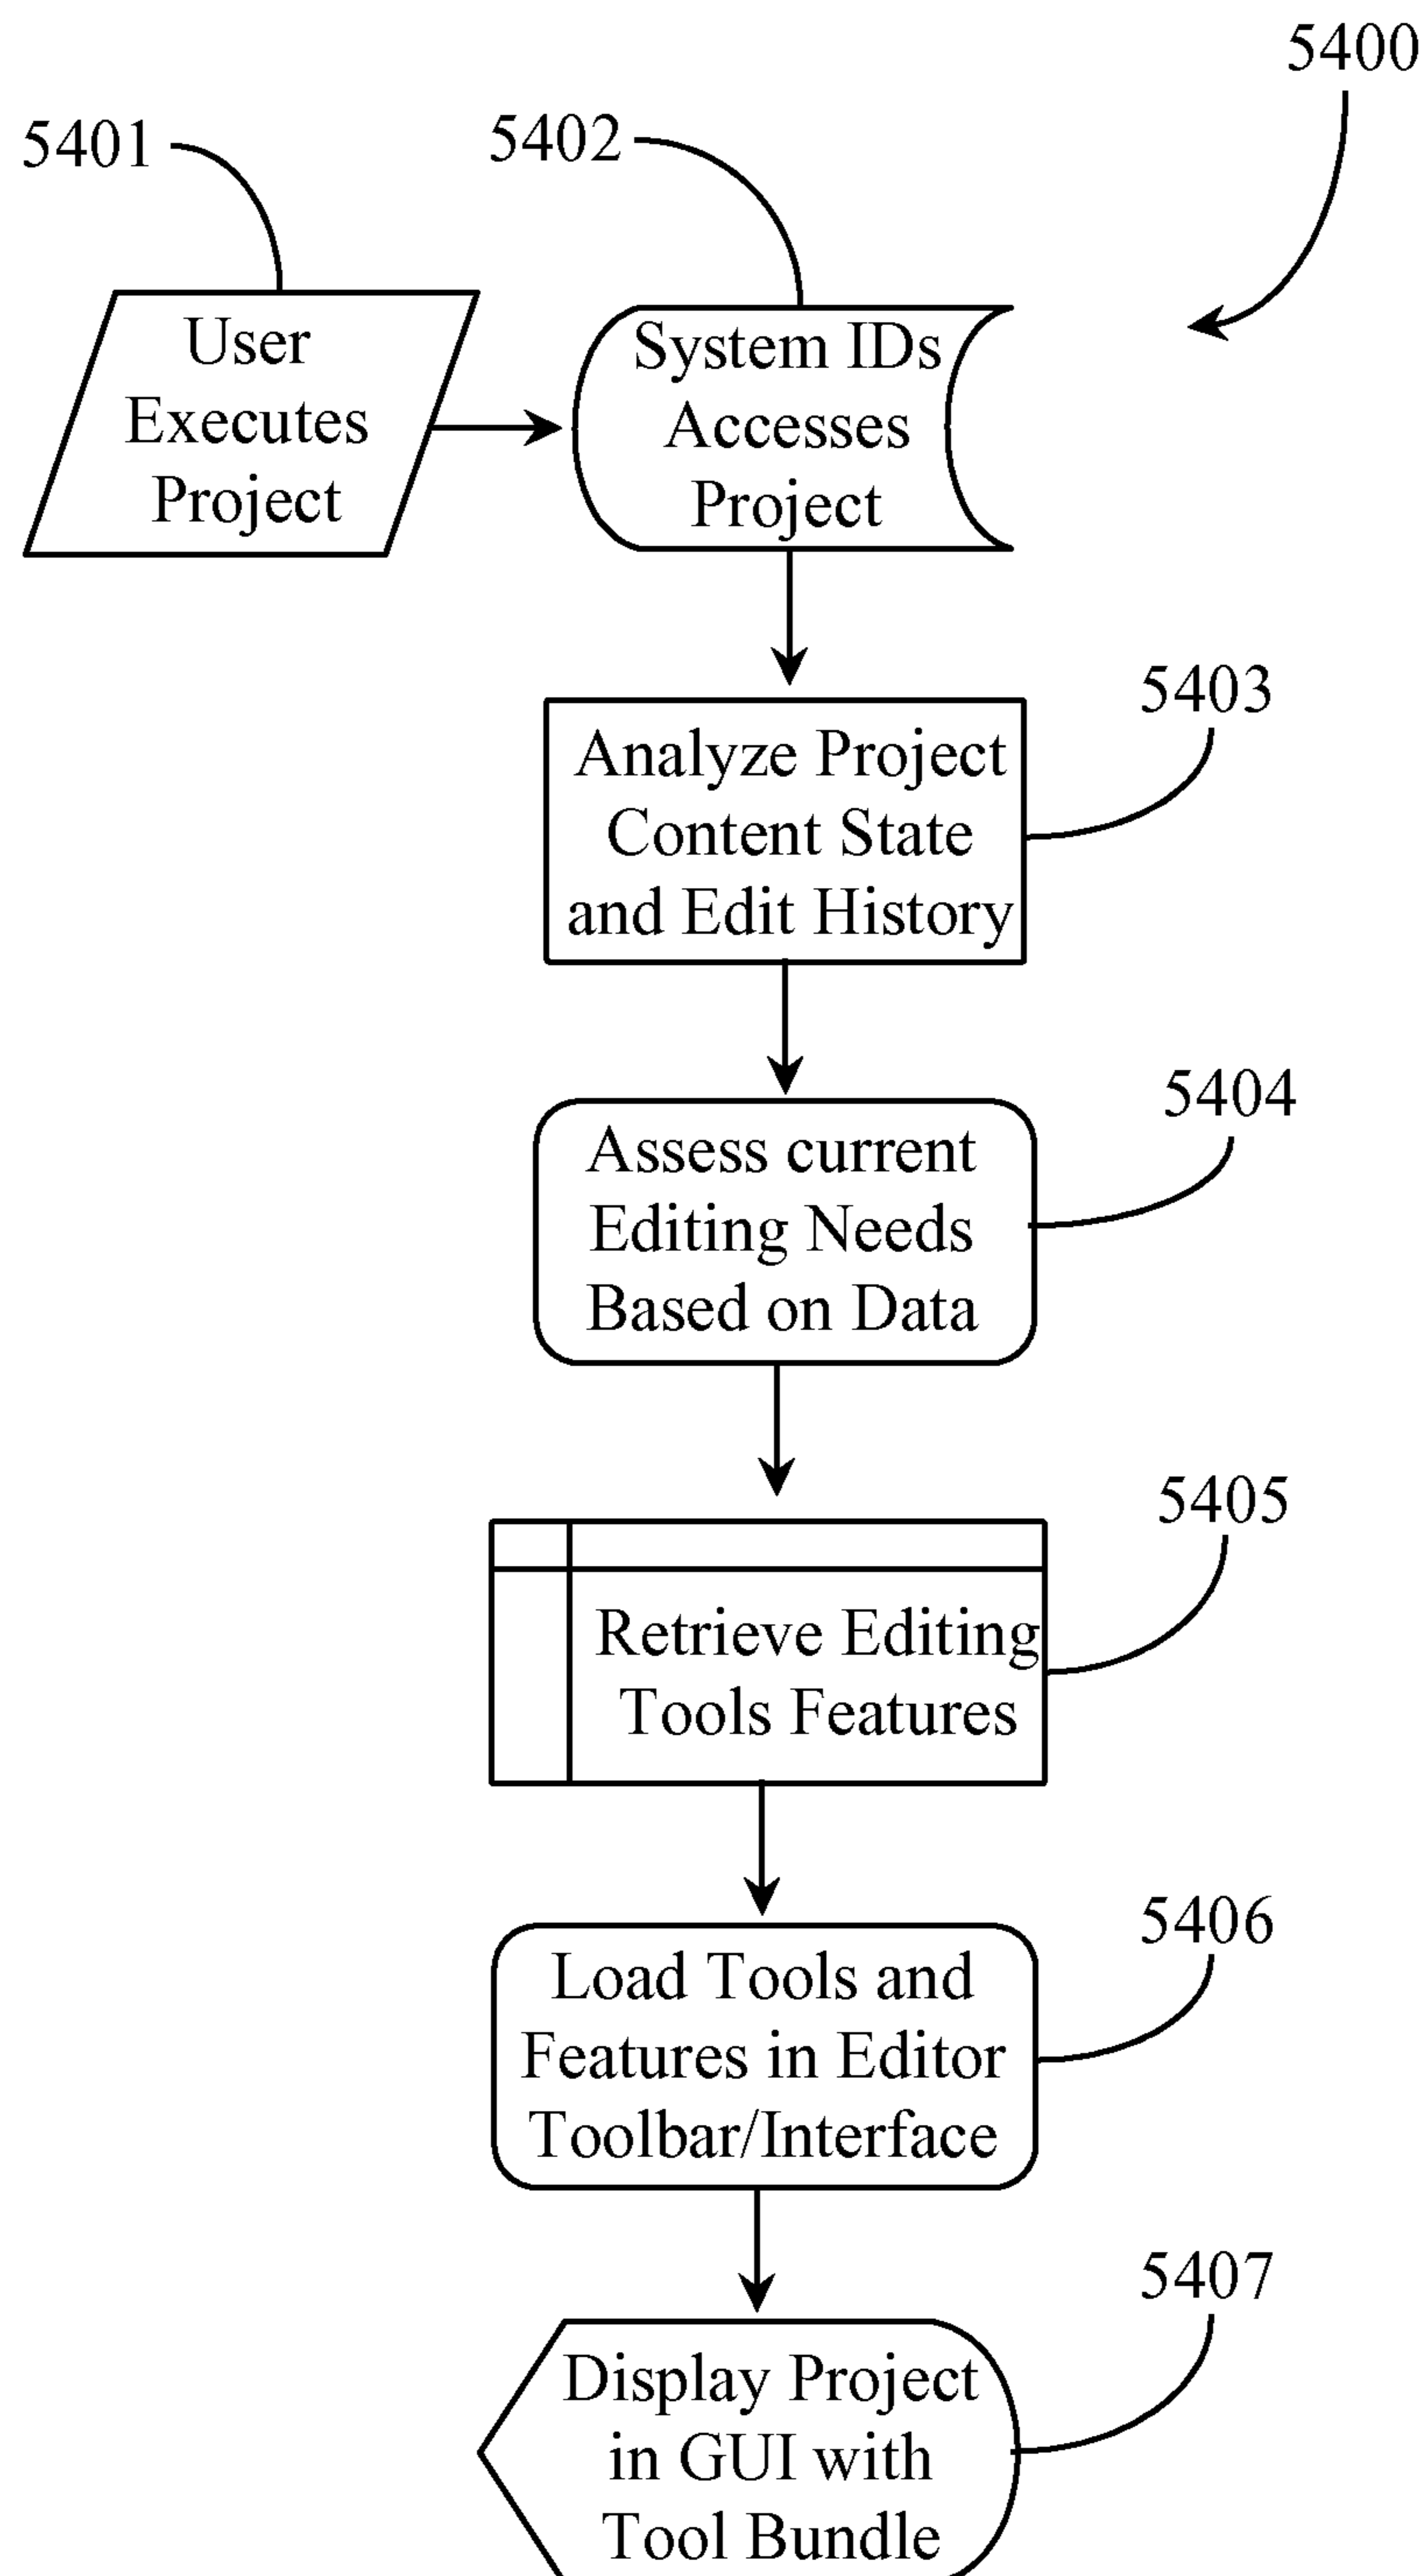 5400
5401
5402
User
Executes
Project
System IDs
Accesses
Project
5403
Analyze Project
Content State
and Edit History
5404
Assess current
Editing Needs
Based on Data
5405
Retrieve Editing
Tools Features
5406
Load Tools and
Features in Editor
Toolbar/Interface
5407
Display Project
in GUI with
Tool Bundle